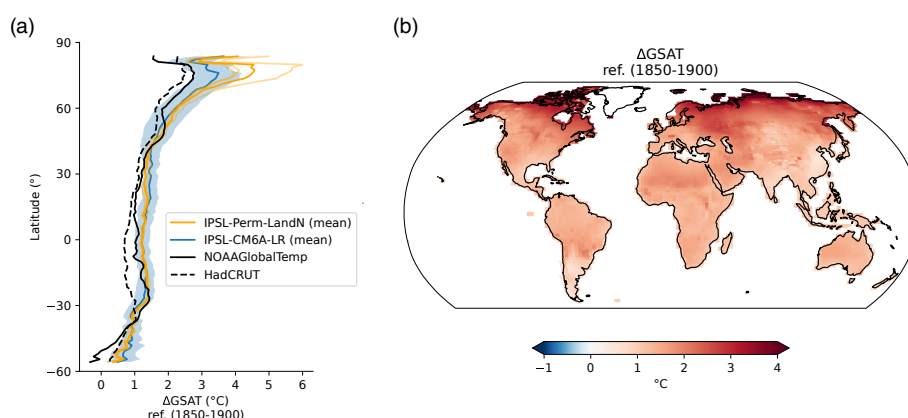 (a)
90
60
30
0
−30
−60
Latitude (°)
0 1 2 3 4 5 6
ΔGSAT (°C)
ref. (1850-1900)
IPSL-Perm-LandN (mean)
IPSL-CM6A-LR (mean)
NOAAGlobalTemp
HadCRUT
(b)
ΔGSAT
ref. (1850-1900)
−1 0 1 2 3 4
°C